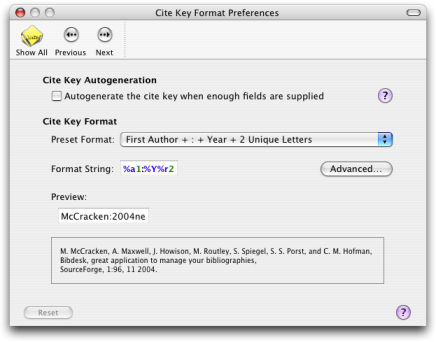 Cite Key Format Preferences
Show All Previous Next
Cite Key Autogeneration
Autogenerate the cite key when enough fields are supplied
?
Cite Key Format
Preset Format: First Author + : + Year + 2 Unique Letters
Format String: %a1:%Y%r2 Advanced...
Preview:
McCracken:2004ne
M. McCracken, A. Maxwell, J. Howison, M. Routley, S. Spiegel, S. S. Porst, and C. M. Hofman,
Bibdesk, great application to manage your bibliographies,
SourceForge, 1:96, 11 2004.
Reset ?